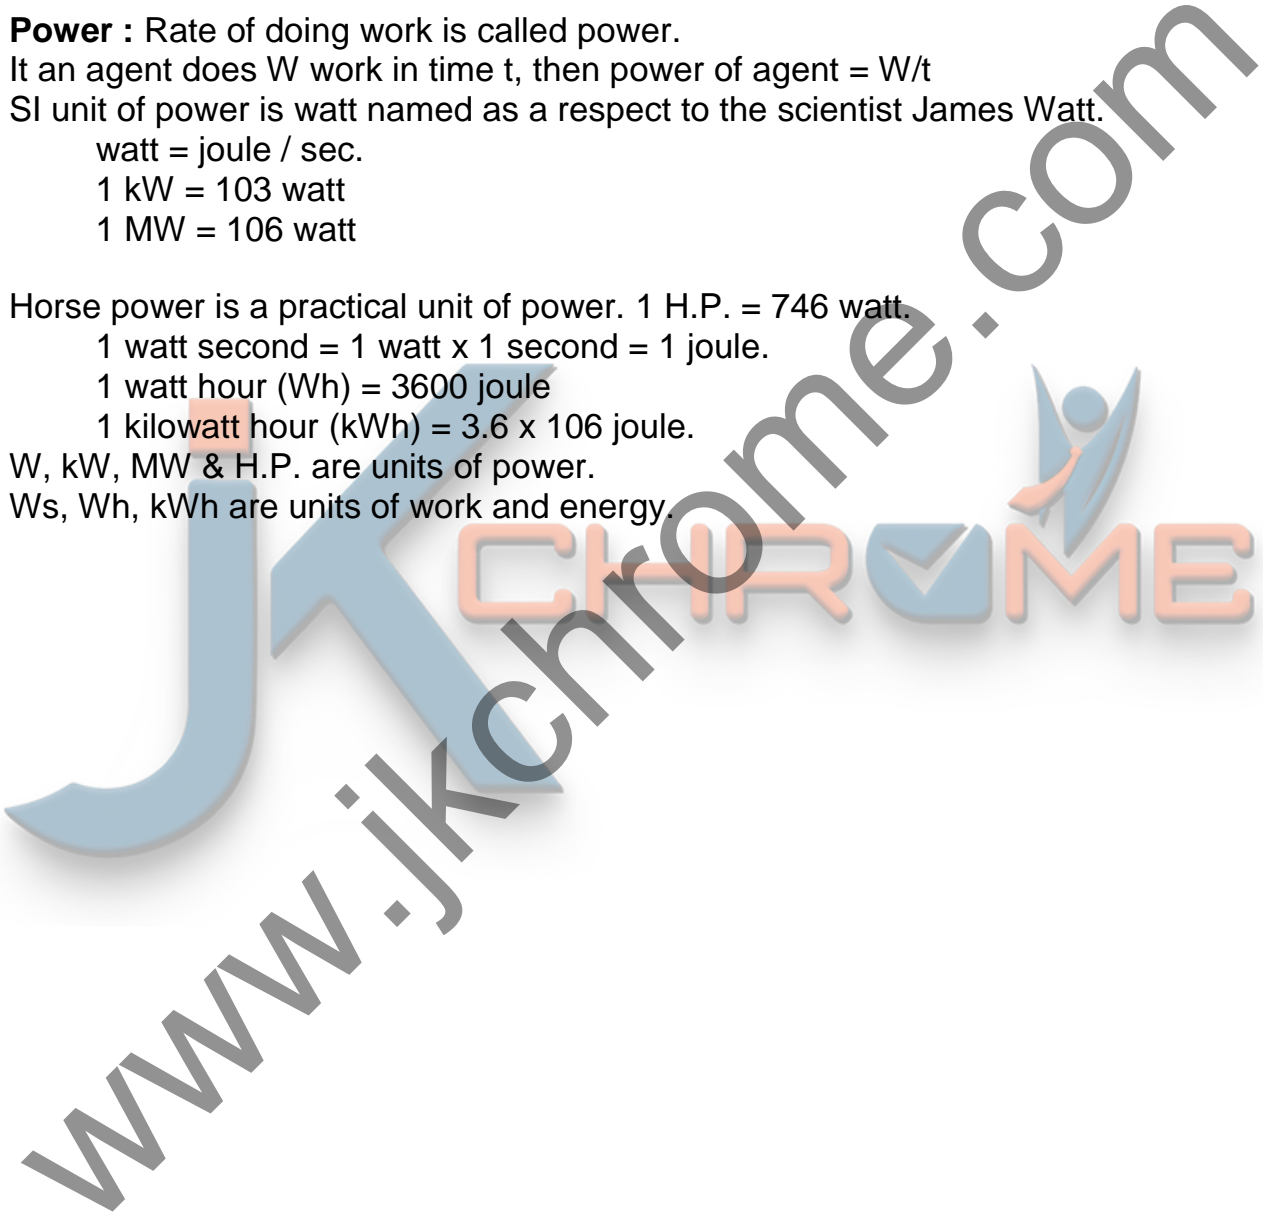 Power : Rate of doing work is called power.
It an agent does W work in time t, then power of agent = W/t
SI unit of power is watt named as a respect to the scientist James Watt.
watt = joule / sec.
1 kW = 103 watt
1 MW = 106 watt
Horse power is a practical unit of power. 1 H.P. = 746 watt.
1 watt second = 1 watt x 1 second = 1 joule.
1 watt hour (Wh) = 3600 joule
1 kilowatt hour (kWh) = 3.6 x 106 joule.
W, kW, MW & H.P. are units of power.
Ws, Wh, kWh are units of work and energy.
jK CHROME
www.jkchrome.com